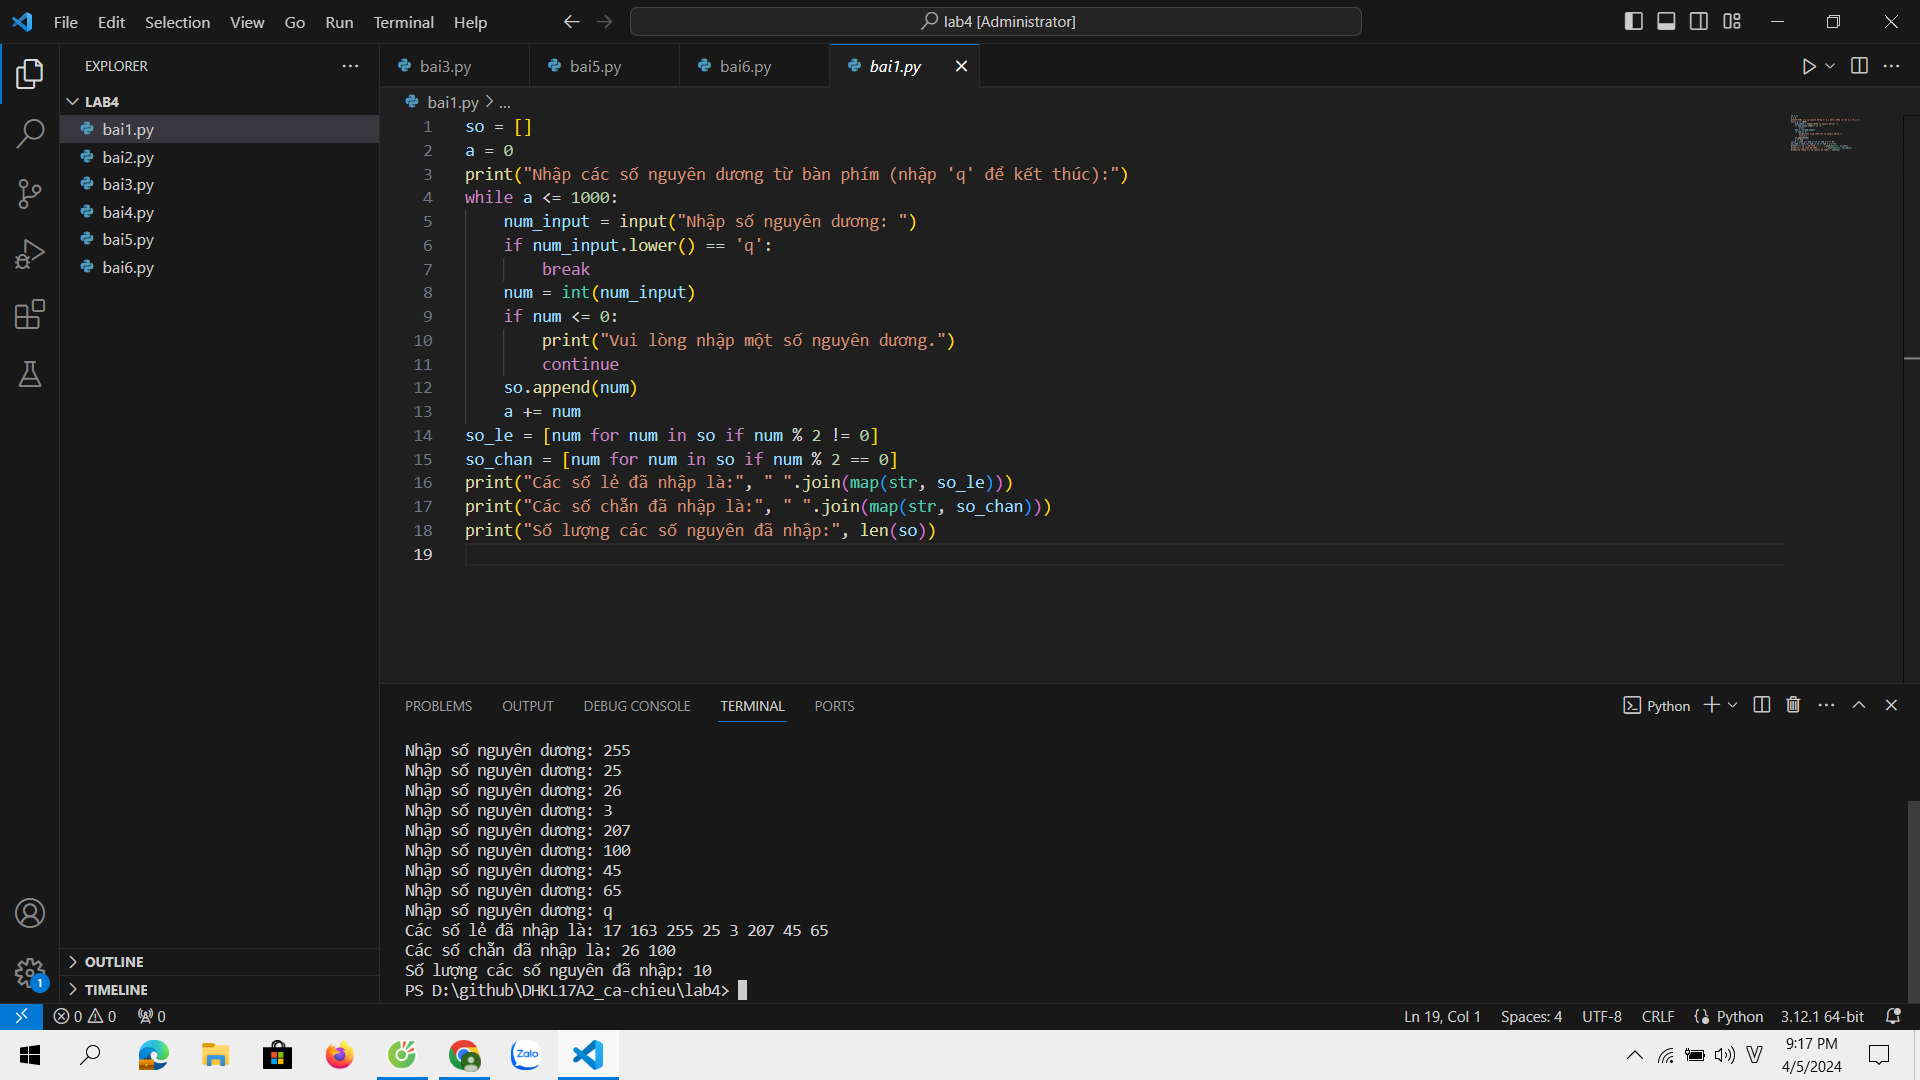 File Edit Selection View Go Run Terminal Help
lab4 [Administrator]
EXPLORER
LAB4
bai1.py
bai2.py
bai3.py
bai4.py
bai5.py
bai6.py
OUTLINE
TIMELINE
bai3.py bai5.py bai6.py bai1.py
bai1.py > ...
1 so = []
2 a = 0
3 print("Nhập các số nguyên dương từ bàn phím (nhập 'q' để kết thúc):")
4 while a <= 1000:
5     num_input = input("Nhập số nguyên dương: ")
6     if num_input.lower() == 'q':
7         break
8     num = int(num_input)
9     if num <= 0:
10         print("Vui lòng nhập một số nguyên dương.")
11         continue
12     so.append(num)
13     a += num
14 so_le = [num for num in so if num % 2 != 0]
15 so_chan = [num for num in so if num % 2 == 0]
16 print("Các số lẻ đã nhập là:", " ".join(map(str, so_le)))
17 print("Các số chẵn đã nhập là:", " ".join(map(str, so_chan)))
18 print("Số lượng các số nguyên đã nhập:", len(so))
19
PROBLEMS OUTPUT DEBUG CONSOLE TERMINAL PORTS
Python
Nhập số nguyên dương: 255
Nhập số nguyên dương: 25
Nhập số nguyên dương: 26
Nhập số nguyên dương: 3
Nhập số nguyên dương: 207
Nhập số nguyên dương: 100
Nhập số nguyên dương: 45
Nhập số nguyên dương: 65
Nhập số nguyên dương: q
Các số lẻ đã nhập là: 17 163 255 25 3 207 45 65
Các số chẵn đã nhập là: 26 100
Số lượng các số nguyên đã nhập: 10
PS D:\github\DHKL17A2_ca-chieu\lab4>
1
0 0 0
Ln 19, Col 1 Spaces: 4 UTF-8 CRLF Python 3.12.1 64-bit
Zalo
V
9:17 PM
4/5/2024